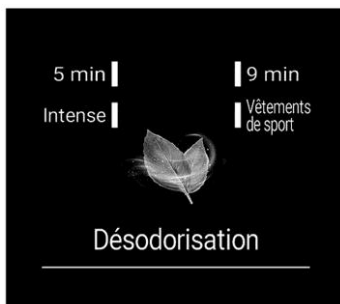 5 min
9 min
Intense
Vêtements
de sport
Désodorisation